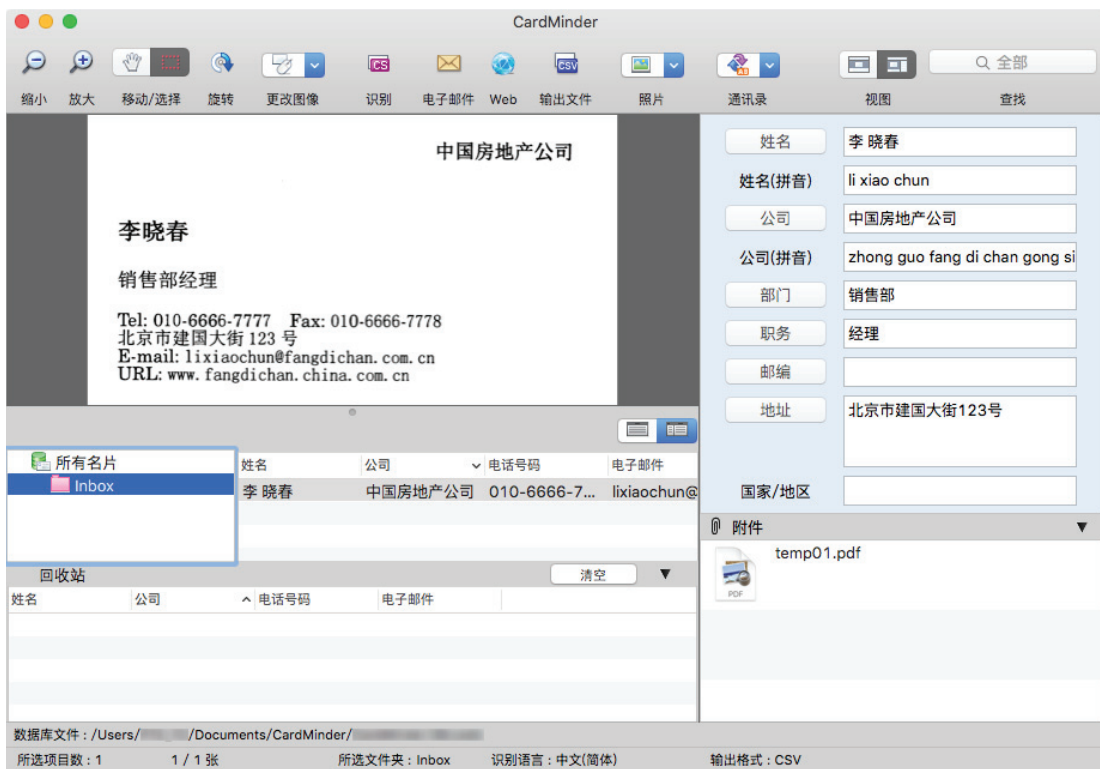 CardMinder
缩小 放大 移动/选择 旋转 更改图像 识别 电子邮件 Web 输出文件 照片 通讯录 视图 查找
CS CSV 全部
中国房地产公司
李晓春
销售部经理
Tel: 010-6666-7777 Fax: 010-6666-7778
北京市建国大街 123 号
E-mail: lixiaochun@fangdichan.com.cn
URL: www.fangdichan.china.com.cn
姓名 李 晓春
姓名(拼音) li xiao chun
公司 中国房地产公司
公司(拼音) zhong guo fang di chan gong si
部门 销售部
职务 经理
邮编
地址 北京市建国大街123号
国家/地区
所有名片
Inbox
姓名 公司 电话号码 电子邮件
李 晓春 中国房地产公司 010-6666-7... lixiaochun@
回收站 清空
姓名 公司 电话号码 电子邮件
附件
temp01.pdf
PDF
数据库文件 : /Users/ /Documents/CardMinder/
所选项目数 : 1 1 / 1 张 所选文件夹 : Inbox 识别语言 : 中文(简体) 输出格式 : CSV